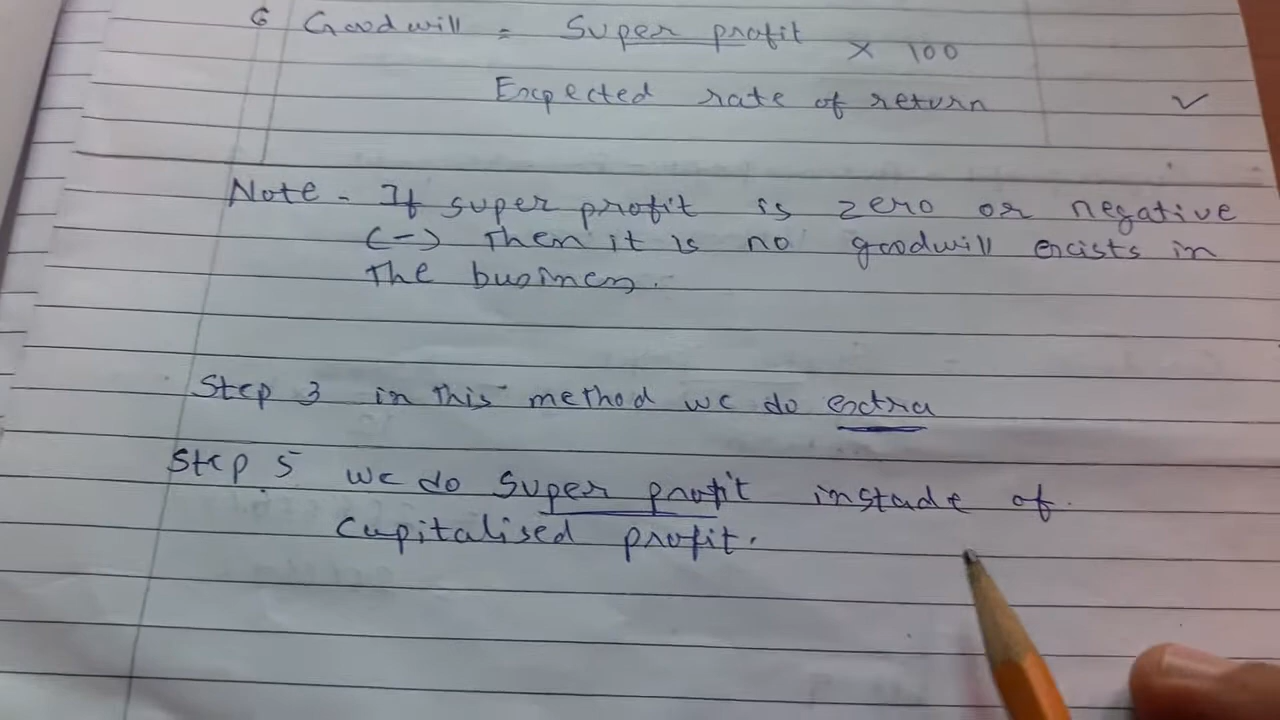 6 Goodwill = Super profit × 100
Expected rate of return ✓
Note - If super profit is zero or negative
(-) Then it is no goodwill exists in
The business.
Step 3 in this method we do extra
Step 5 we do super profit instade of.
Capitalised profit.